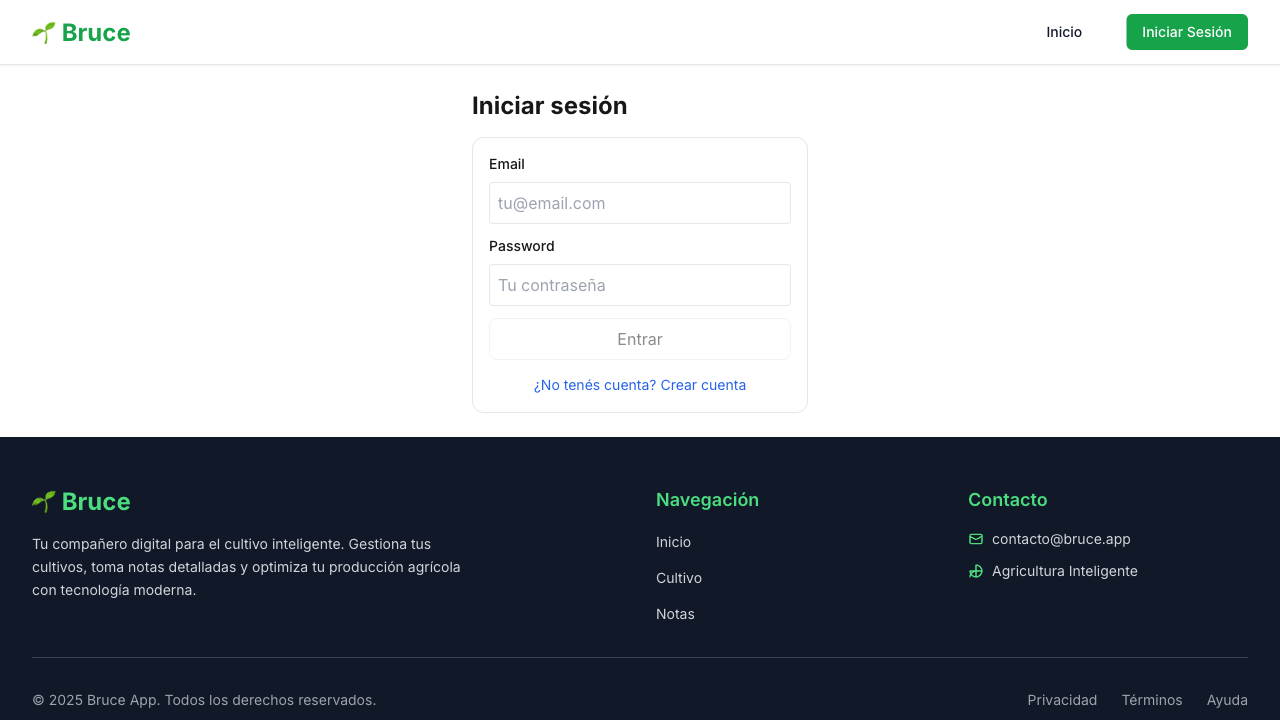 🌱 Bruce
Inicio
Iniciar Sesión
Iniciar sesión
Email
tu@email.com
Password
Tu contraseña
Entrar
¿No tenés cuenta? Crear cuenta
🌱 Bruce
Tu compañero digital para el cultivo inteligente. Gestiona tus
cultivos, toma notas detalladas y optimiza tu producción agrícola
con tecnología moderna.
Navegación
Inicio
Cultivo
Notas
Contacto
contacto@bruce.app
Agricultura Inteligente
© 2025 Bruce App. Todos los derechos reservados.
Privacidad
Términos
Ayuda